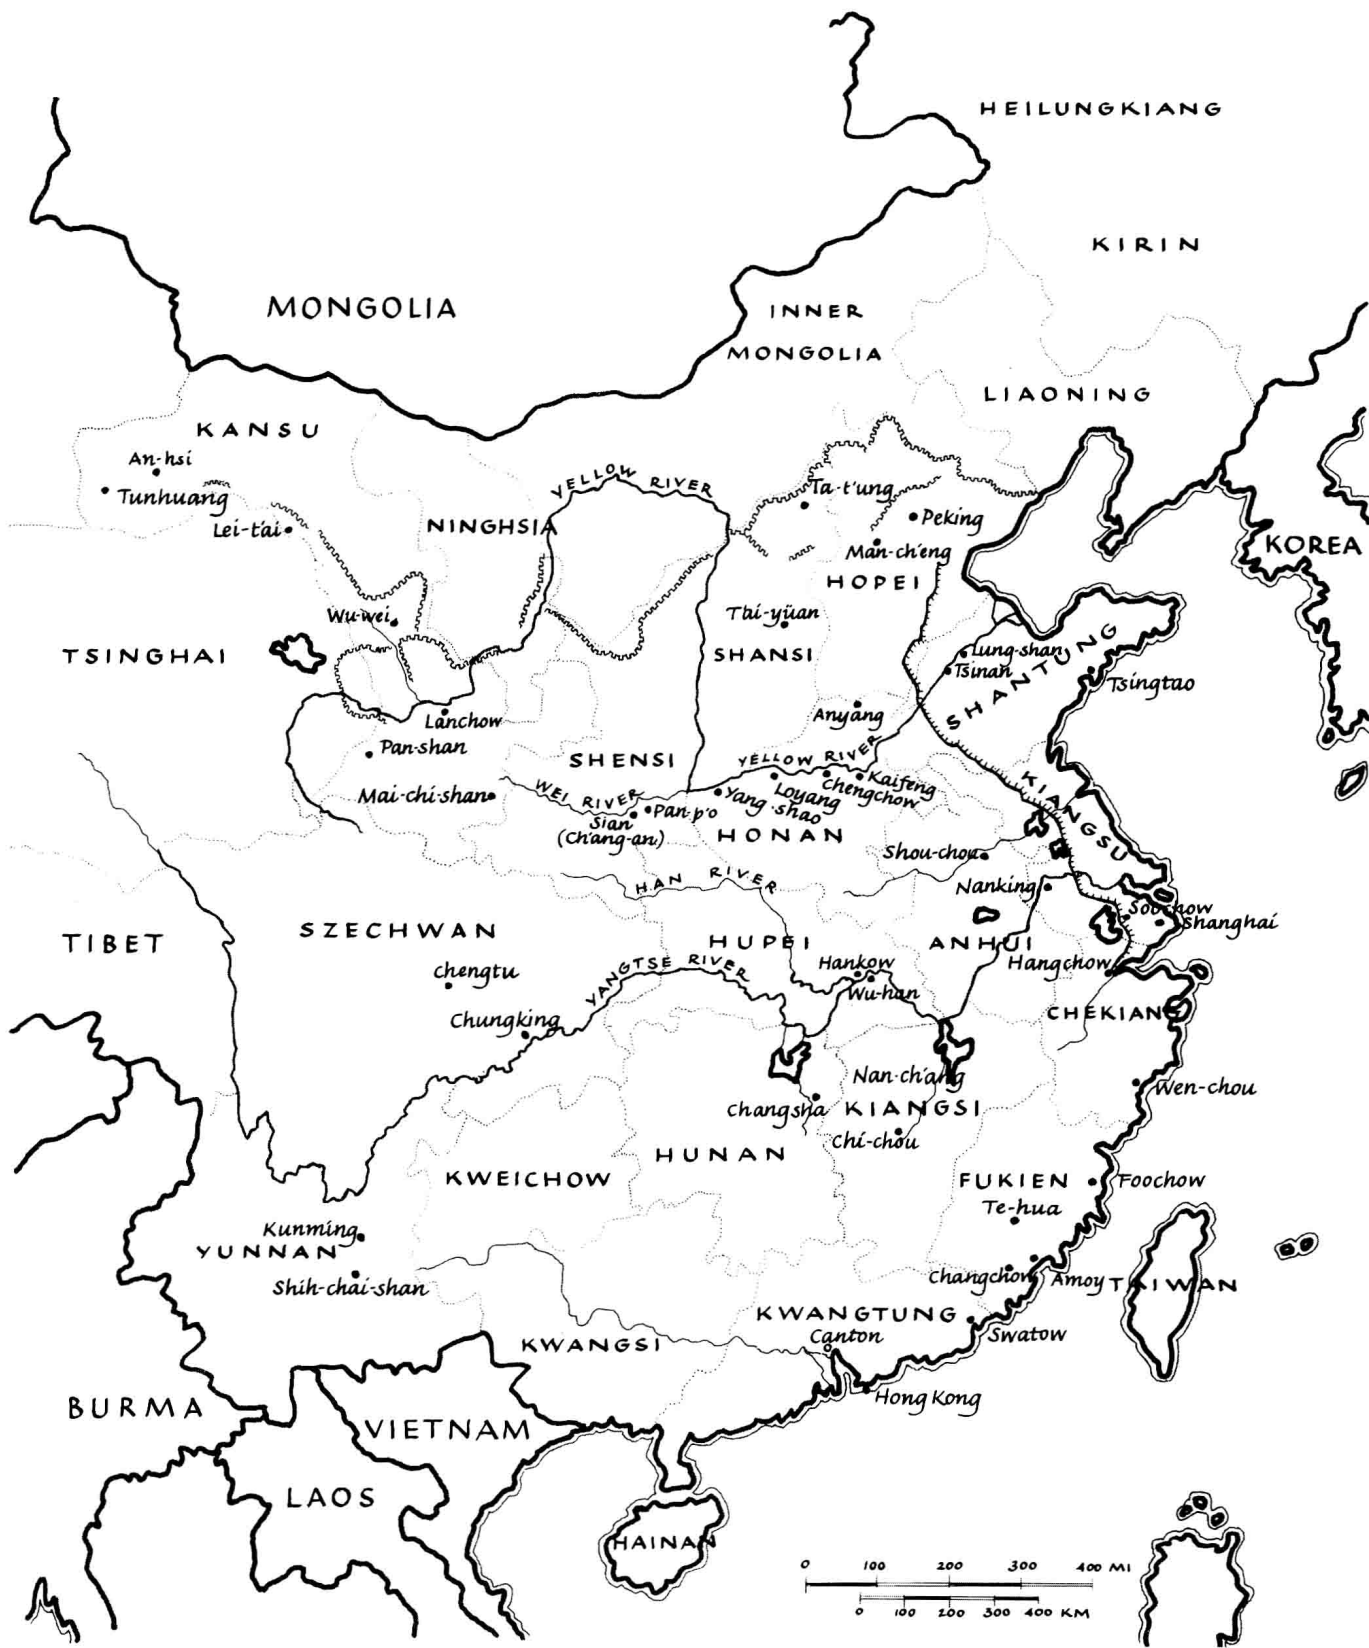 HEILUNGKIANG
KIRIN
MONGOLIA
INNER
MONGOLIA
LIAONING
KANSU
An-hsi
Tunhuang
Lei-t'ai
YELLOW RIVER
NINGHSIA
Ta-t'ung
Peking
Man-ch'eng
HOPEI
KOREA
Wu-wei
T'ai-yüan
SHANSI
TSINGHAI
Lung-shan
Tsinan
SHANTUNG
Tsingtao
Lanchow
Pan-shan
Anyang
SHENSI
YELLOW RIVER
Mai-chi-shan
WEI RIVER
Pan-p'o
Sian
(Ch'ang-an)
Yang-shao
Loyang
Chengchow
Kaifeng
HONAN
KIANGSU
Shou-chou
Nanking
HAN RIVER
Soochow
Shanghai
TIBET
SZECHWAN
HUPEI
ANHUI
Hangchow
Chengtu
YANGTSE RIVER
Hankow
Wu-han
Chungking
CHEKIANG
Nan-ch'ang
Wen-chou
Changsha
KIANGSI
Chi-chou
HUNAN
KWEICHOW
FUKIEN
Foochow
Te-hua
Kunming
YUNNAN
Shih-chai-shan
Changchow
Amoy
TAIWAN
KWANGTUNG
Canton
Swatow
KWANGSI
Hong Kong
BURMA
VIETNAM
LAOS
HAINAN
0 100 200 300 400 MI
0 100 200 300 400 KM